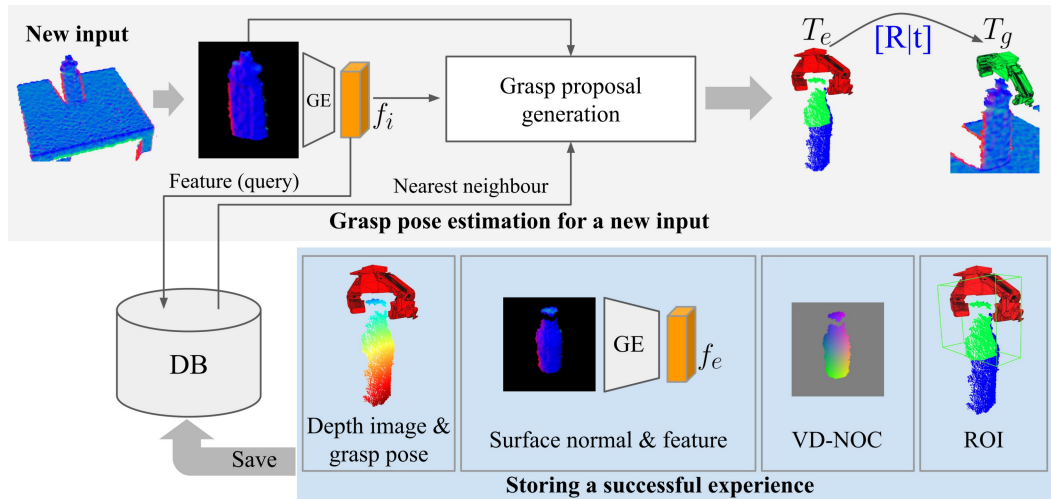 New input
GE
f_i
Grasp proposal
generation
T_e
[R|t]
T_g
Feature (query)
Nearest neighbour
Grasp pose estimation for a new input
DB
Save
Depth image &
grasp pose
GE
f_e
Surface normal & feature
VD-NOC
ROI
Storing a successful experience